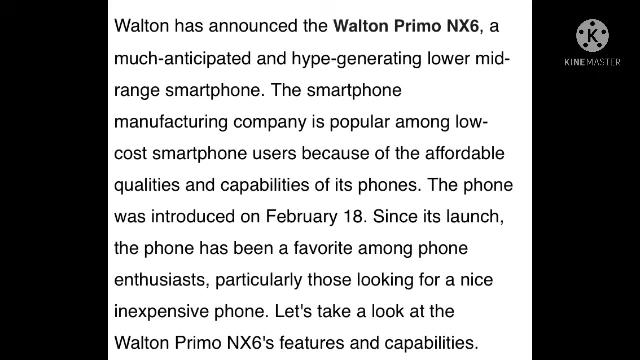 Walton has announced the Walton Primo NX6, a
much-anticipated and hype-generating lower mid-
range smartphone. The smartphone
manufacturing company is popular among low-
cost smartphone users because of the affordable
qualities and capabilities of its phones. The phone
was introduced on February 18. Since its launch,
the phone has been a favorite among phone
enthusiasts, particularly those looking for a nice
inexpensive phone. Let's take a look at the
Walton Primo NX6's features and capabilities.
K
KINEMASTER